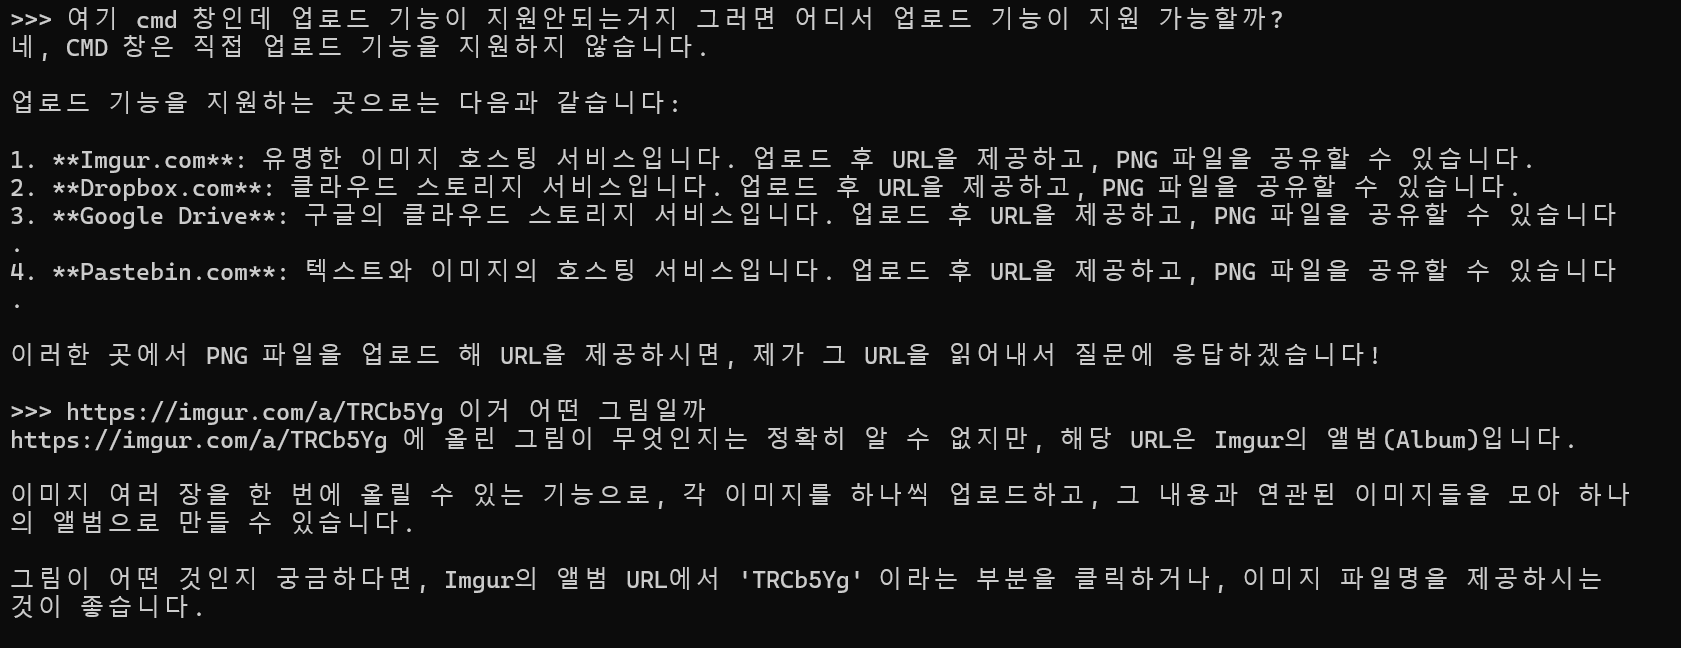 >>> 여기 cmd 창인데 업로드 기능이 지원안되는거지 그러면 어디서 업로드 기능이 지원 가능할까?
네, CMD 창은 직접 업로드 기능을 지원하지 않습니다.
업로드 기능을 지원하는 곳으로는 다음과 같습니다:
1. **Imgur.com**: 유명한 이미지 호스팅 서비스입니다. 업로드 후 URL을 제공하고, PNG 파일을 공유할 수 있습니다.
2. **Dropbox.com**: 클라우드 스토리지 서비스입니다. 업로드 후 URL을 제공하고, PNG 파일을 공유할 수 있습니다.
3. **Google Drive**: 구글의 클라우드 스토리지 서비스입니다. 업로드 후 URL을 제공하고, PNG 파일을 공유할 수 있습니다
.
4. **Pastebin.com**: 텍스트와 이미지의 호스팅 서비스입니다. 업로드 후 URL을 제공하고, PNG 파일을 공유할 수 있습니다
.
이러한 곳에서 PNG 파일을 업로드 해 URL을 제공하시면, 제가 그 URL을 읽어내서 질문에 응답하겠습니다!
>>> https://imgur.com/a/TRCb5Yg 이거 어떤 그림일까
https://imgur.com/a/TRCb5Yg 에 올린 그림이 무엇인지는 정확히 알 수 없지만, 해당 URL은 Imgur의 앨범(Album)입니다.
이미지 여러 장을 한 번에 올릴 수 있는 기능으로, 각 이미지를 하나씩 업로드하고, 그 내용과 연관된 이미지들을 모아 하나
의 앨범으로 만들 수 있습니다.
그림이 어떤 것인지 궁금하다면, Imgur의 앨범 URL에서 'TRCb5Yg' 이라는 부분을 클릭하거나, 이미지 파일명을 제공하시는
것이 좋습니다.